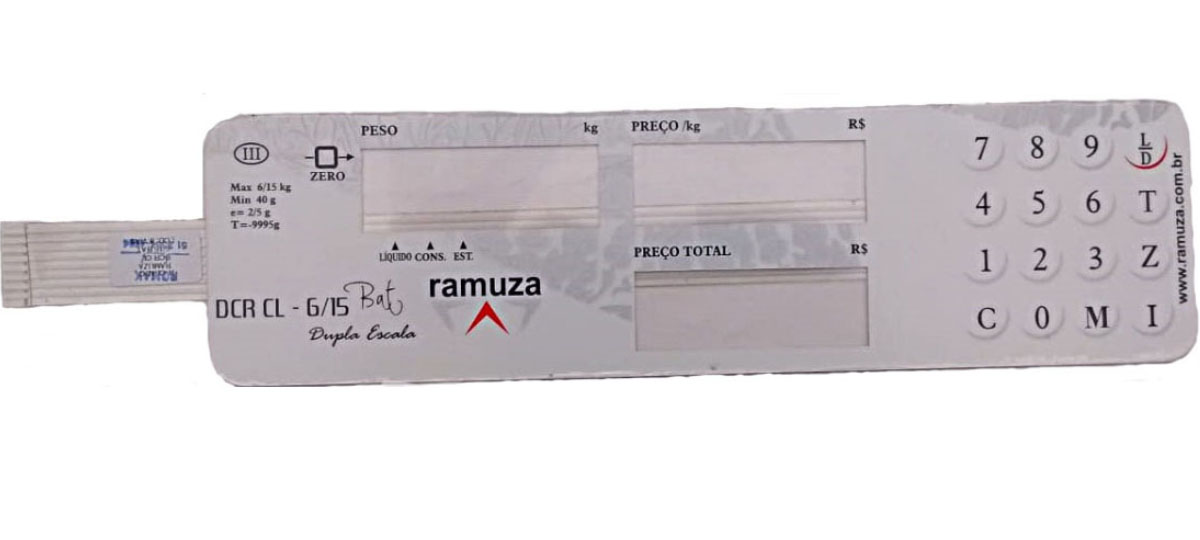 PESO kg
PREÇO /kg R$
III
ZERO
Max 6/15 kg
Min 40 g
e= 2/5 g
T=-9995g
LÍQUIDO CONS. EST.
PREÇO TOTAL R$
DCR CL - 6/15 Bat
Dupla Escala
ramuza
7 8 9 L/D
4 5 6 T
1 2 3 Z
C 0 M I
www.ramuza.com.br
RAMUZA